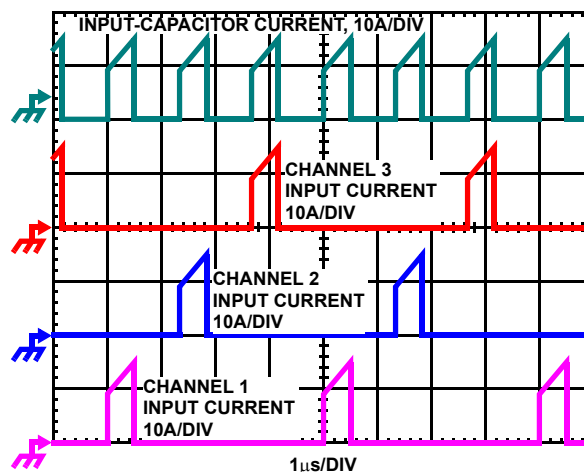 INPUT-CAPACITOR CURRENT, 10A/DIV
CHANNEL 3
INPUT CURRENT
10A/DIV
CHANNEL 2
INPUT CURRENT
10A/DIV
CHANNEL 1
INPUT CURRENT
10A/DIV
1μs/DIV